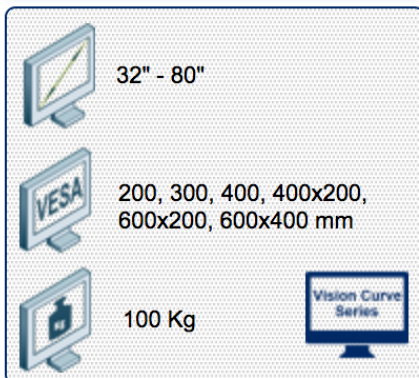 32" - 80"
VESA
200, 300, 400, 400x200,
600x200, 600x400 mm
KG
100 Kg
Vision Curve
Series